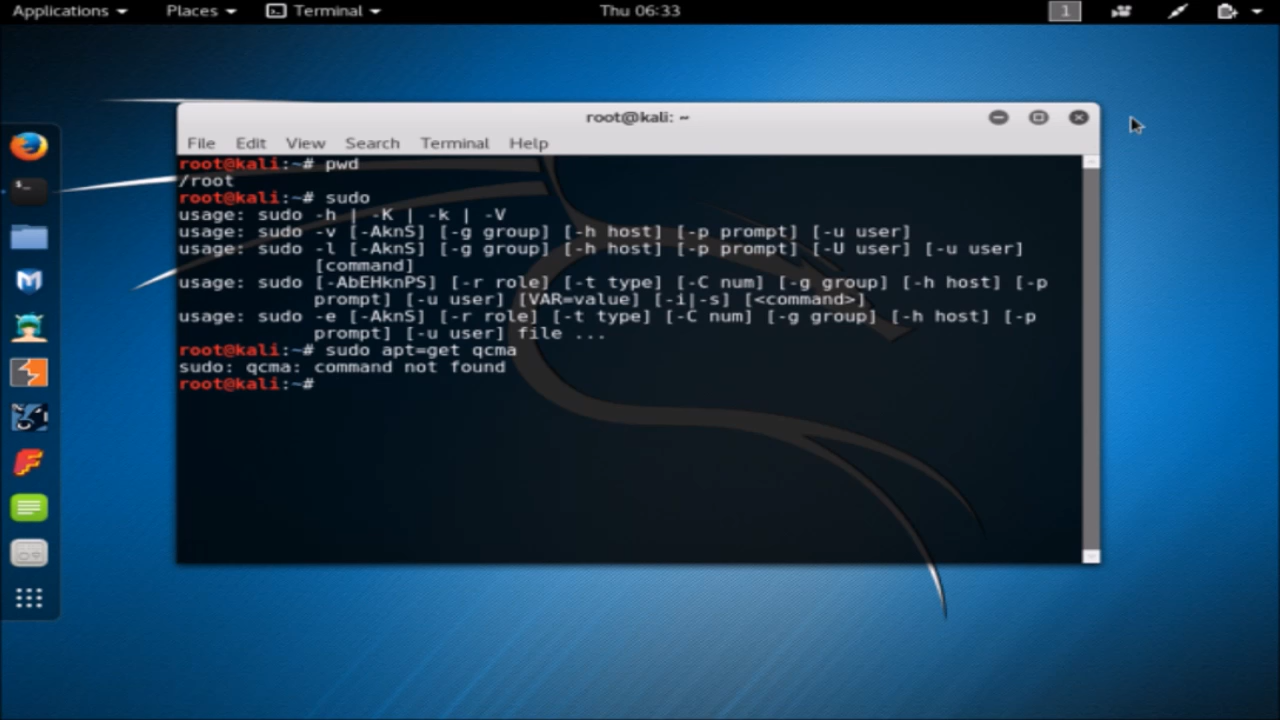 Applications Places Terminal Thu 06:33 1
root@kali: ~
File Edit View Search Terminal Help
root@kali:~# pwd
/root
root@kali:~# sudo
usage: sudo -h | -K | -k | -V
usage: sudo -v [-AknS] [-g group] [-h host] [-p prompt] [-u user]
usage: sudo -l [-AknS] [-g group] [-h host] [-p prompt] [-U user] [-u user]
[command]
usage: sudo [-AbEHknPS] [-r role] [-t type] [-C num] [-g group] [-h host] [-p
prompt] [-u user] [VAR=value] [-i|-s] [<command>]
usage: sudo -e [-AknS] [-r role] [-t type] [-C num] [-g group] [-h host] [-p
prompt] [-u user] file ...
root@kali:~# sudo apt=get qcma
sudo: qcma: command not found
root@kali:~#